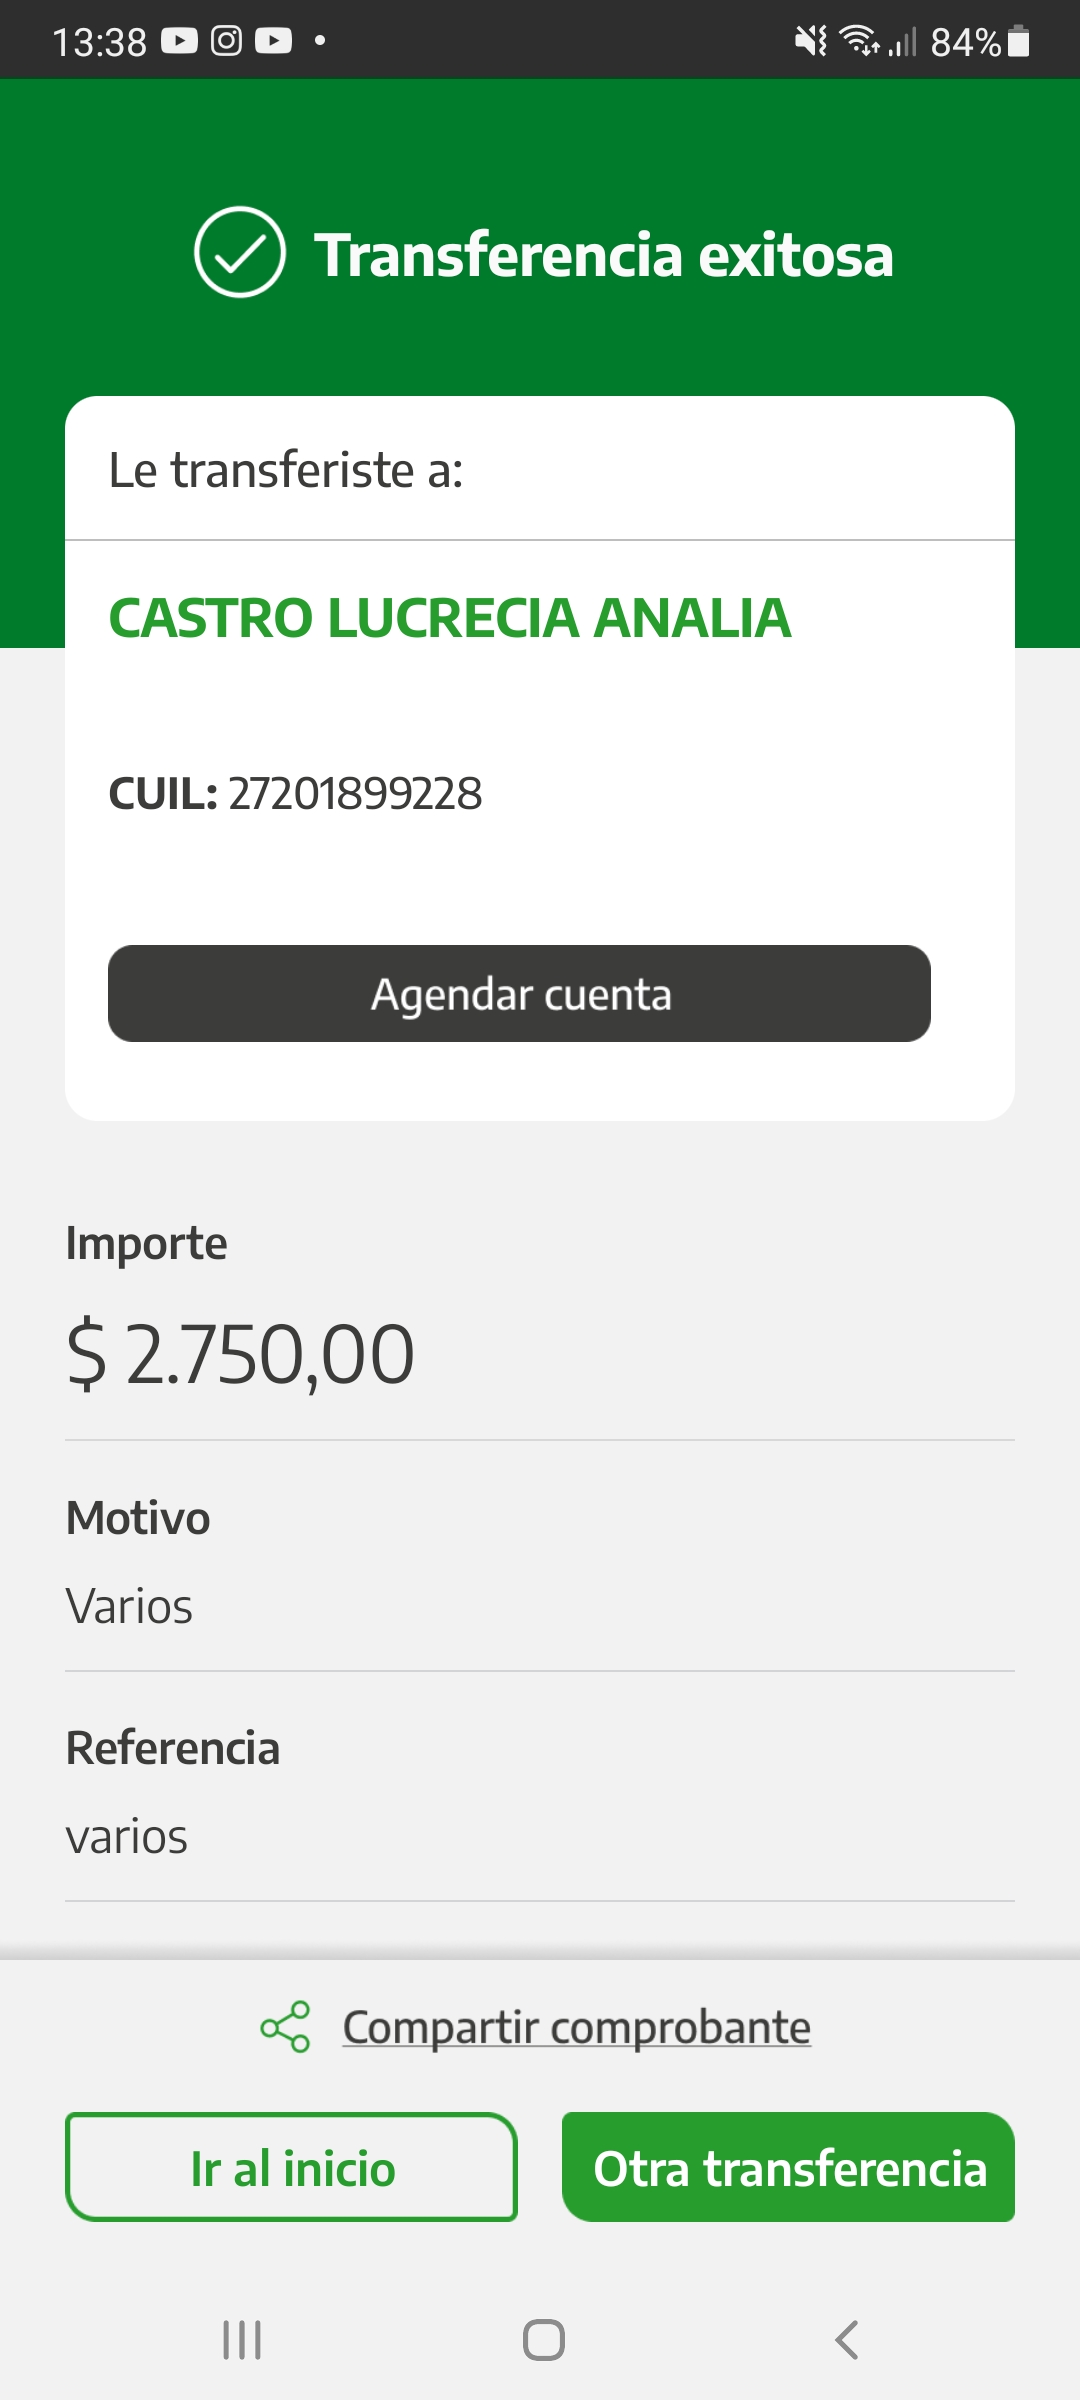 13:38
84%
Transferencia exitosa
Le transferiste a:
CASTRO LUCRECIA ANALIA
CUIL: 27201899228
Agendar cuenta
Importe
$ 2.750,00
Motivo
Varios
Referencia
varios
Compartir comprobante
Ir al inicio
Otra transferencia